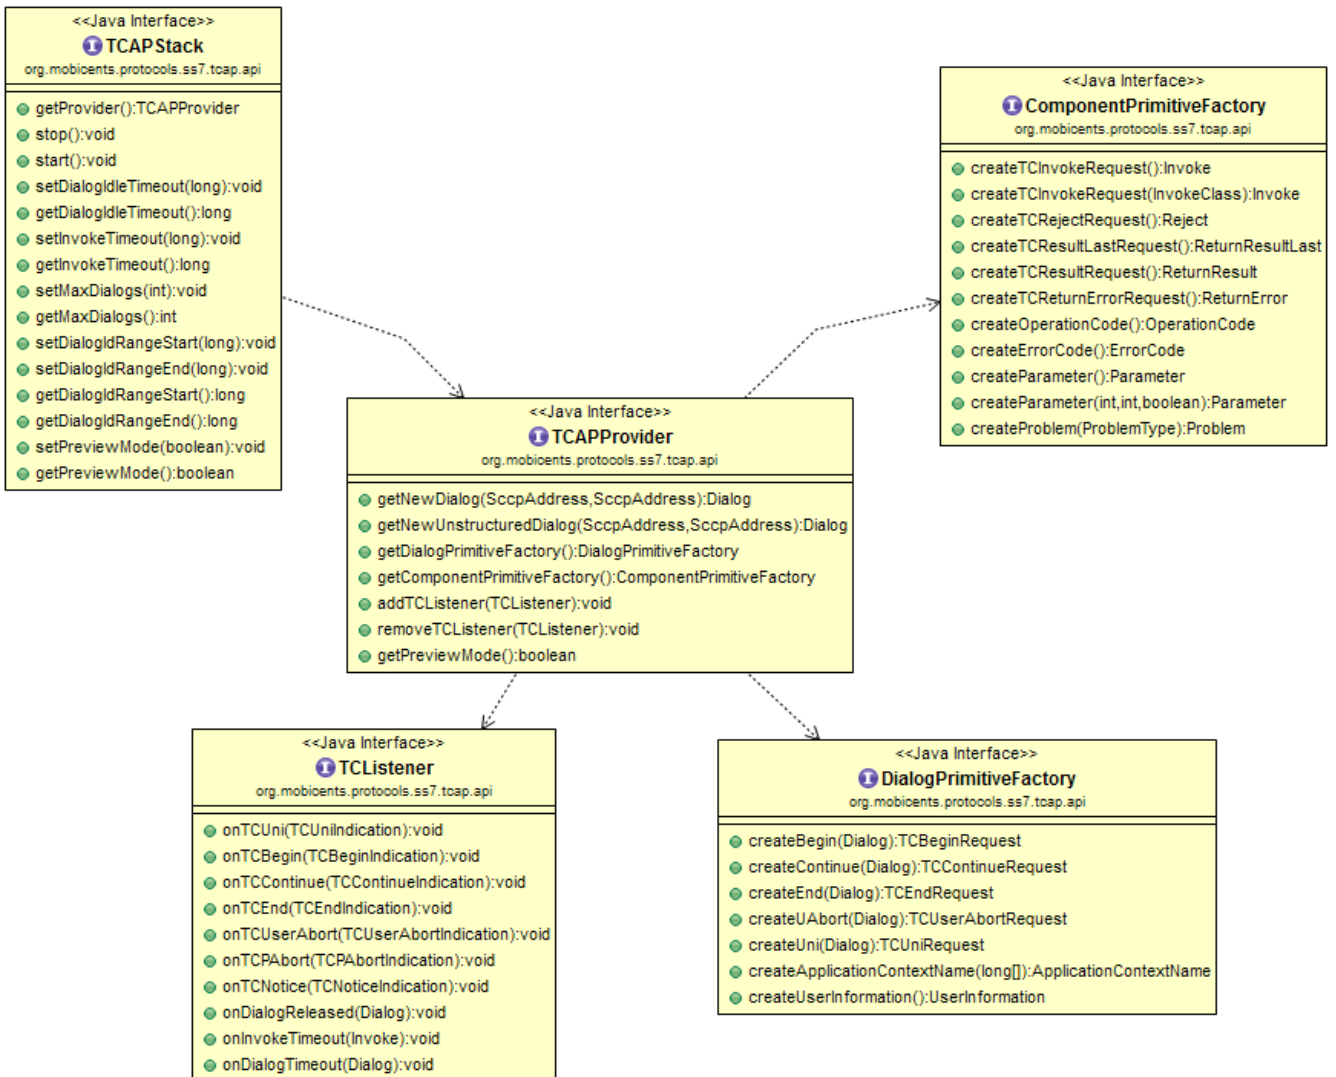 <<Java Interface>>
TCAPStack
org.mobicents.protocols.ss7.tcap.api
getProvider():TCAPProvider
stop():void
start():void
setDialogIdleTimeout(long):void
getDialogIdleTimeout():long
setInvokeTimeout(long):void
getInvokeTimeout():long
setMaxDialogs(int):void
getMaxDialogs():int
setDialogIdRangeStart(long):void
setDialogIdRangeEnd(long):void
getDialogIdRangeStart():long
getDialogIdRangeEnd():long
setPreviewMode(boolean):void
getPreviewMode():boolean
<<Java Interface>>
ComponentPrimitiveFactory
org.mobicents.protocols.ss7.tcap.api
createTCInvokeRequest():Invoke
createTCInvokeRequest(InvokeClass):Invoke
createTCRejectRequest():Reject
createTCResultLastRequest():ReturnResultLast
createTCResultRequest():ReturnResult
createTCReturnErrorRequest():ReturnError
createOperationCode():OperationCode
createErrorCode():ErrorCode
createParameter():Parameter
createParameter(int,int,boolean):Parameter
createProblem(ProblemType):Problem
<<Java Interface>>
TCAPProvider
org.mobicents.protocols.ss7.tcap.api
getNewDialog(SccpAddress,SccpAddress):Dialog
getNewUnstructuredDialog(SccpAddress,SccpAddress):Dialog
getDialogPrimitiveFactory():DialogPrimitiveFactory
getComponentPrimitiveFactory():ComponentPrimitiveFactory
addTCListener(TCListener):void
removeTCListener(TCListener):void
getPreviewMode():boolean
<<Java Interface>>
TCListener
org.mobicents.protocols.ss7.tcap.api
onTCUni(TCUniIndication):void
onTCBegin(TCBeginIndication):void
onTCContinue(TCContinueIndication):void
onTCEnd(TCEndIndication):void
onTCUserAbort(TCUserAbortIndication):void
onTCPAbort(TCPAbortIndication):void
onTCNotice(TCNoticeIndication):void
onDialogReleased(Dialog):void
onInvokeTimeout(Invoke):void
onDialogTimeout(Dialog):void
<<Java Interface>>
DialogPrimitiveFactory
org.mobicents.protocols.ss7.tcap.api
createBegin(Dialog):TCBeginRequest
createContinue(Dialog):TCContinueRequest
createEnd(Dialog):TCEndRequest
createUAbort(Dialog):TCUserAbortRequest
createUni(Dialog):TCUniRequest
createApplicationContextName(long[]):ApplicationContextName
createUserInformation():UserInformation